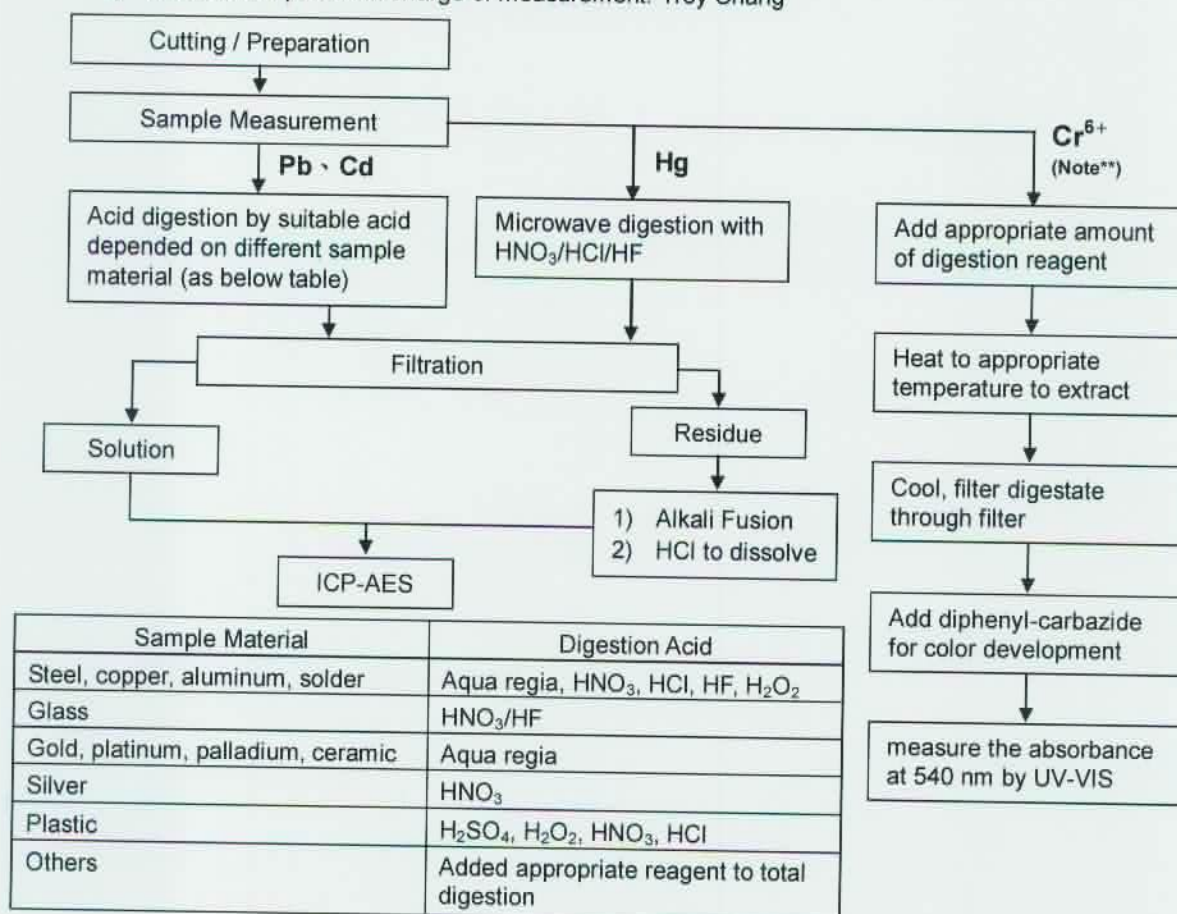 Measurement: Troy Chang
Cutting / Preparation
Sample Measurement
Pb、Cd
Hg
Cr⁶⁺
(Note**)
Acid digestion by suitable acid
depended on different sample
material (as below table)
Microwave digestion with
HNO₃/HCl/HF
Add appropriate amount
of digestion reagent
Filtration
Heat to appropriate
temperature to extract
Solution
Residue
1) Alkali Fusion
2) HCl to dissolve
Cool, filter digestate
through filter
ICP-AES
Add diphenyl-carbazide
for color development
measure the absorbance
at 540 nm by UV-VIS
Sample Material Digestion Acid
Steel, copper, aluminum, solder Aqua regia, HNO₃, HCl, HF, H₂O₂
Glass HNO₃/HF
Gold, platinum, palladium, ceramic Aqua regia
Silver HNO₃
Plastic H₂SO₄, H₂O₂, HNO₃, HCl
Others Added appropriate reagent to total
digestion